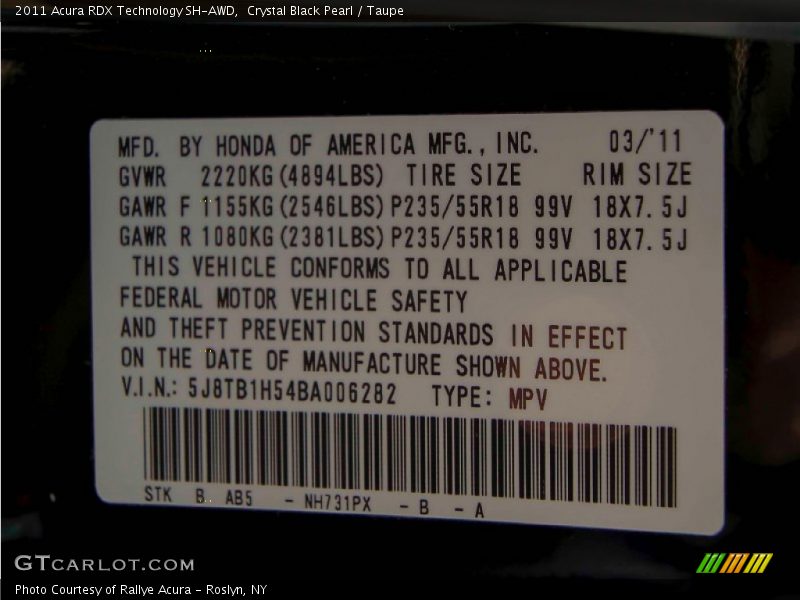 2011 Acura RDX Technology SH-AWD, Crystal Black Pearl / Taupe
MFD. BY HONDA OF AMERICA MFG., INC. 03/'11
GVWR 2220KG(4894LBS) TIRE SIZE RIM SIZE
GAWR F 1155KG(2546LBS)P235/55R18 99V 18X7.5J
GAWR R 1080KG(2381LBS)P235/55R18 99V 18X7.5J
THIS VEHICLE CONFORMS TO ALL APPLICABLE
FEDERAL MOTOR VEHICLE SAFETY
AND THEFT PREVENTION STANDARDS IN EFFECT
ON THE DATE OF MANUFACTURE SHOWN ABOVE.
V.I.N.: 5J8TB1H54BA006282 TYPE: MPV
STK B AB5 - NH731PX - B - A
GTCARLOT.COM
Photo Courtesy of Rallye Acura - Roslyn, NY